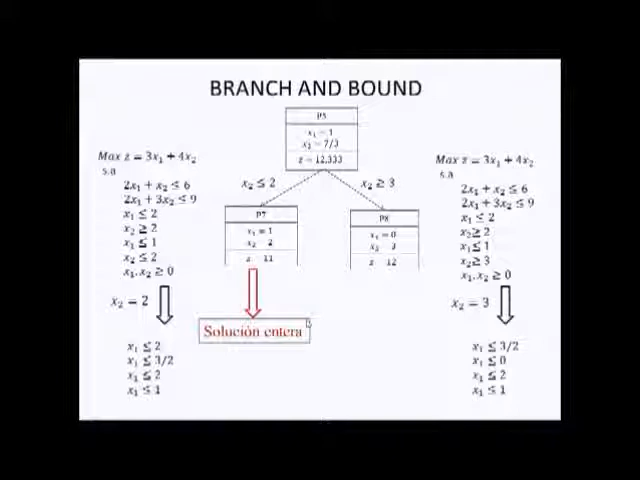 BRANCH AND BOUND
P5
x₁ = 1
x₂ = 7/3
z = 12,333
x₂ ≤ 2
x₂ ≥ 3
Max z = 3x₁ + 4x₂
s.a
2x₁ + x₂ ≤ 6
2x₁ + 3x₂ ≤ 9
x₁ ≤ 2
x₂ ≥ 2
x₁ ≤ 1
x₂ ≤ 2
x₁, x₂ ≥ 0
x₂ = 2
x₁ ≤ 2
x₁ ≤ 3/2
x₁ ≤ 2
x₁ ≤ 1
P7
x₁ = 1
x₂ = 2
z = 11
Solución entera
P8
x₁ = 0
x₂ = 3
z = 12
Max z = 3x₁ + 4x₂
s.a
2x₁ + x₂ ≤ 6
2x₁ + 3x₂ ≤ 9
x₁ ≤ 2
x₂ ≥ 2
x₁ ≤ 1
x₂ ≥ 3
x₁, x₂ ≥ 0
x₂ = 3
x₁ ≤ 3/2
x₁ ≤ 0
x₁ ≤ 2
x₁ ≤ 1